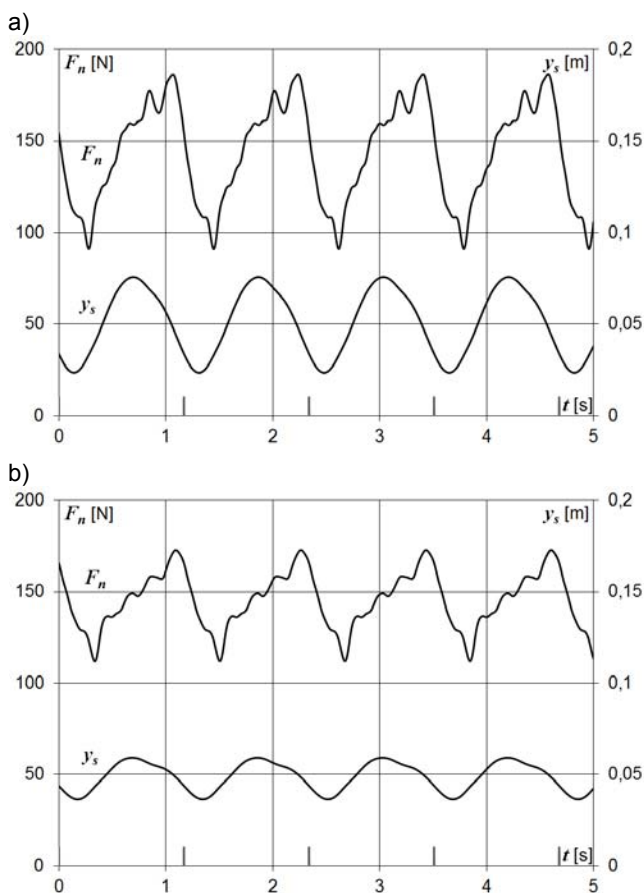 a)
200 F_n [N] y_s [m] 0,2
150 F_n 0,15
100 0,1
y_s
50 0,05
0 t [s] 0
0 1 2 3 4 5
b)
200 F_n [N] y_s [m] 0,2
F_n
150 0,15
100 0,1
y_s
50 0,05
0 t [s] 0
0 1 2 3 4 5